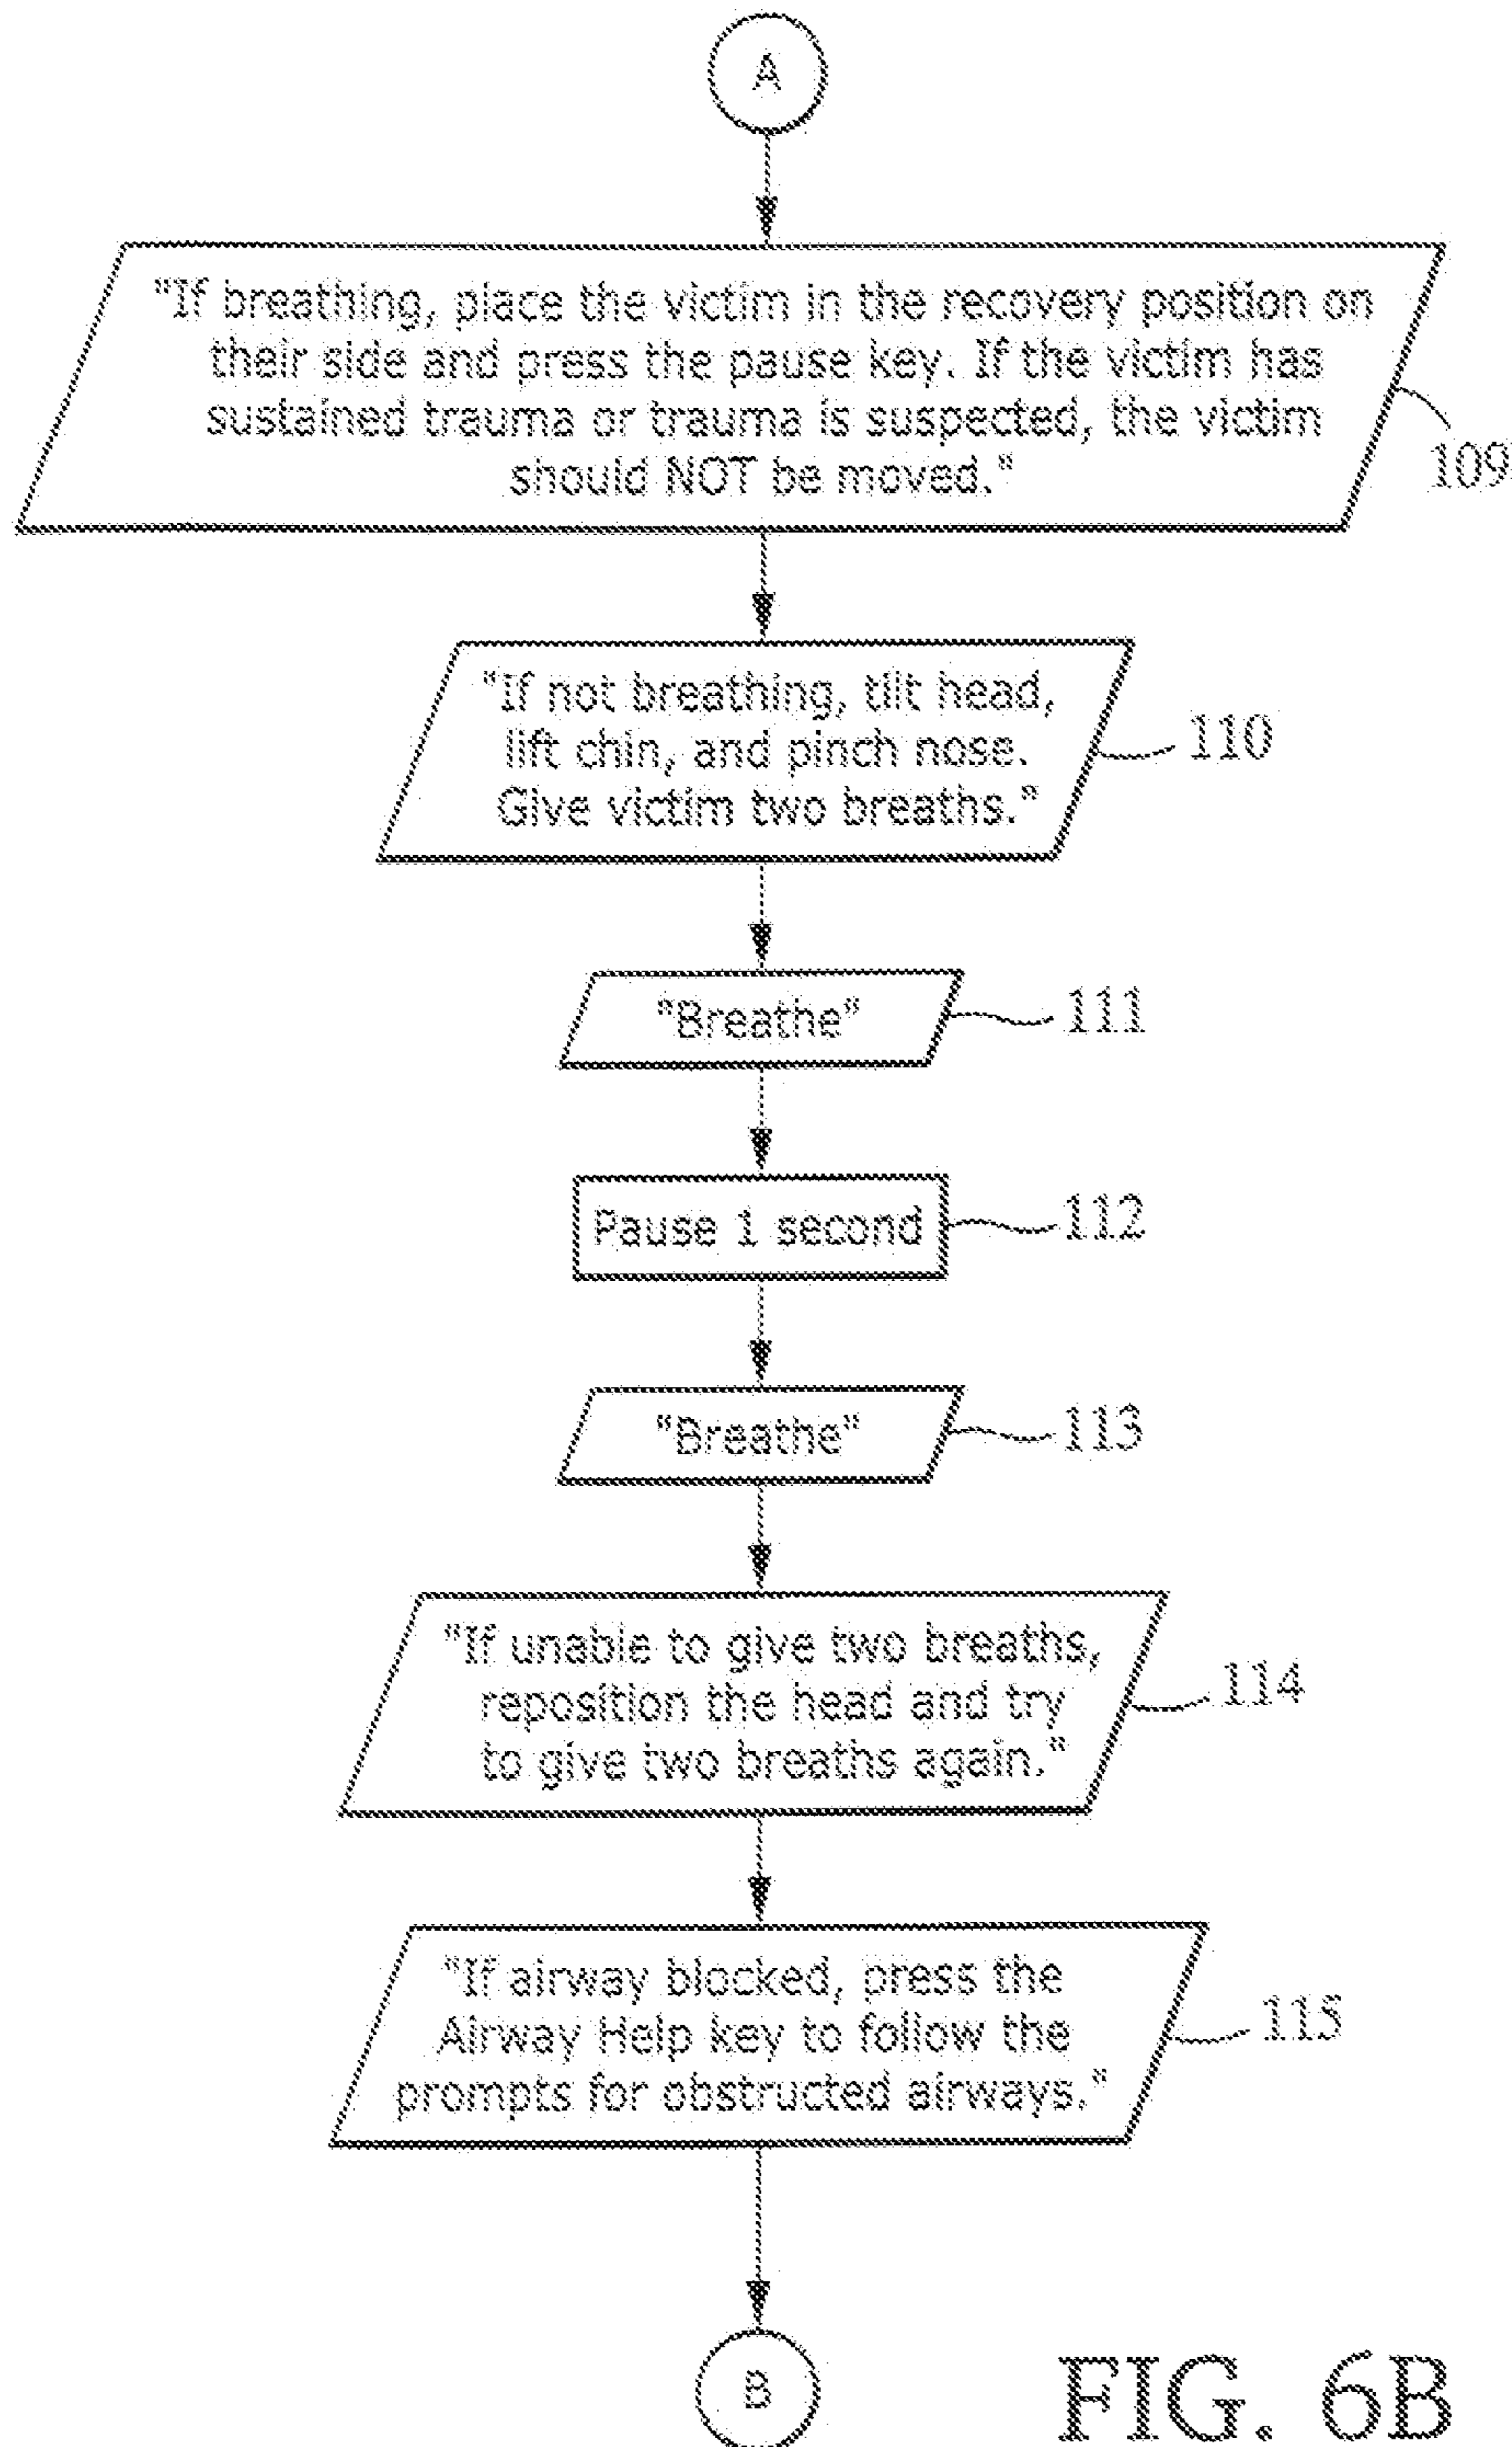 A
"If breathing, place the victim in the recovery position on
their side and press the pause key. If the victim has
sustained trauma or trauma is suspected, the victim
should NOT be moved."
109
"If not breathing, tilt head,
lift chin, and pinch nose.
Give victim two breaths."
110
"Breathe"
111
Pause 1 second
112
"Breathe"
113
"If unable to give two breaths,
reposition the head and try
to give two breaths again."
114
"If airway blocked, press the
Airway Help key to follow the
prompts for obstructed airways."
115
B
FIG. 6B